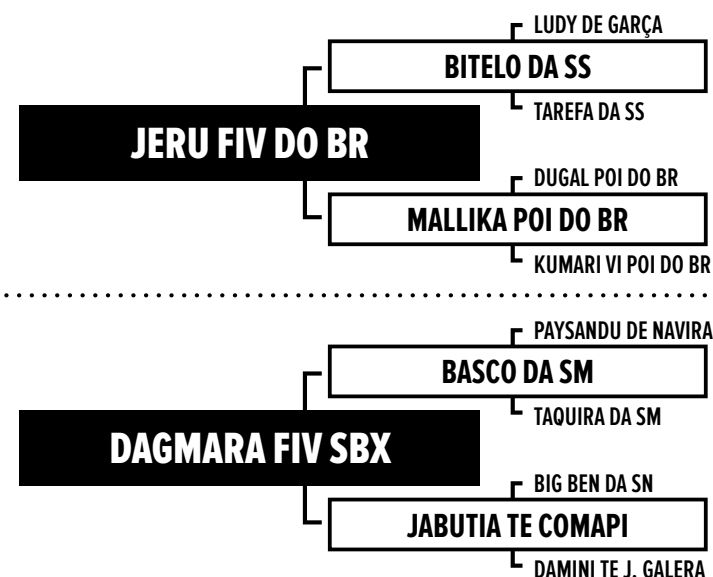 LUDY DE GARÇA
BITELO DA SS
TAREFA DA SS
JERU FIV DO BR
DUGAL POI DO BR
MALLIKA POI DO BR
KUMARI VI POI DO BR
PAYSANDU DE NAVIRA
BASCO DA SM
TAQUIRA DA SM
DAGMARA FIV SBX
BIG BEN DA SN
JABUTIA TE COMAPI
DAMINI TE J. GALERA